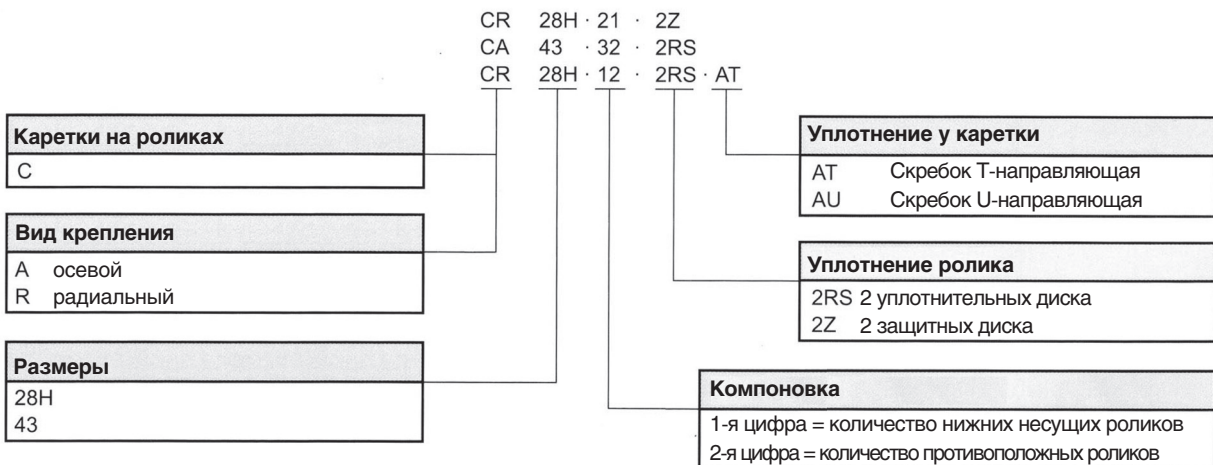 CR 28H · 21 · 2Z
CA 43 · 32 · 2RS
CR 28H · 12 · 2RS · AT
Каретки на роликах
C
Вид крепления
A осевой
R радиальный
Размеры
28H
43
Уплотнение у каретки
AT Скребок Т-направляющая
AU Скребок U-направляющая
Уплотнение ролика
2RS 2 уплотнительных диска
2Z 2 защитных диска
Компоновка
1-я цифра = количество нижних несущих роликов
2-я цифра = количество противоположных роликов